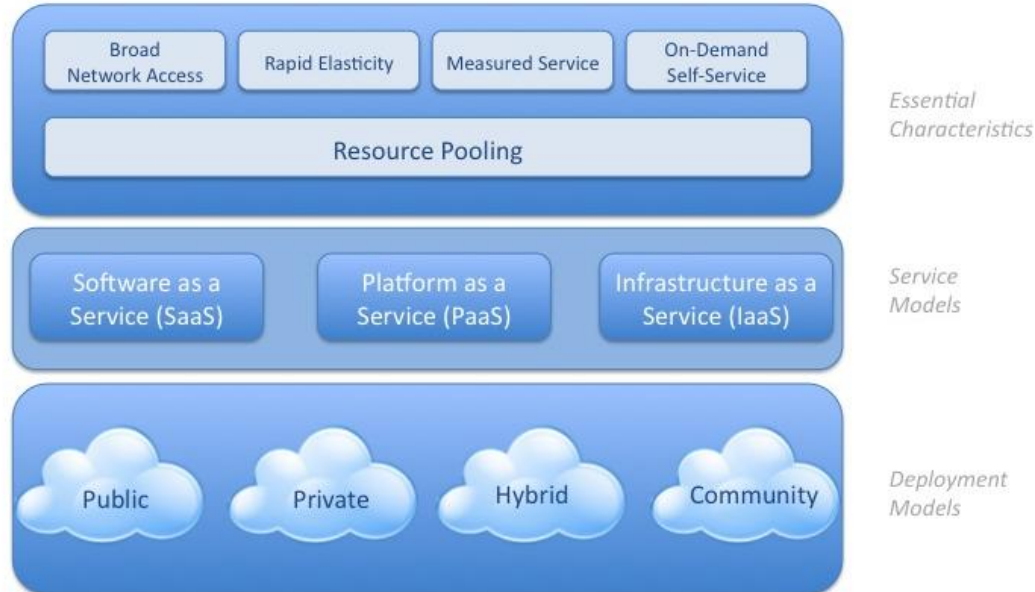 Broad
Network Access
Rapid Elasticity
Measured Service
On-Demand
Self-Service
Resource Pooling
Essential
Characteristics
Software as a
Service (SaaS)
Platform as a
Service (PaaS)
Infrastructure as a
Service (IaaS)
Service
Models
Public
Private
Hybrid
Community
Deployment
Models